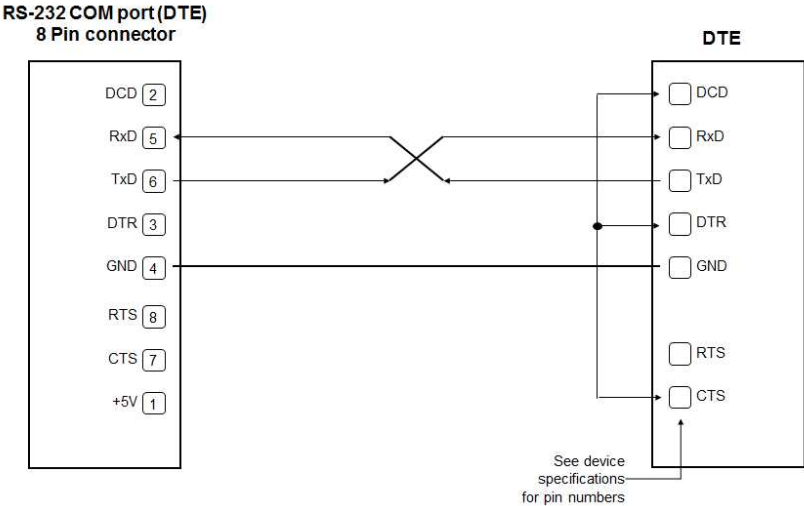 RS-232 COM port (DTE)
8 Pin connector
DTE
DCD 2
RxD 5
TxD 6
DTR 3
GND 4
RTS 8
CTS 7
+5V 1
DCD
RxD
TxD
DTR
GND
RTS
CTS
See device
specifications
for pin numbers